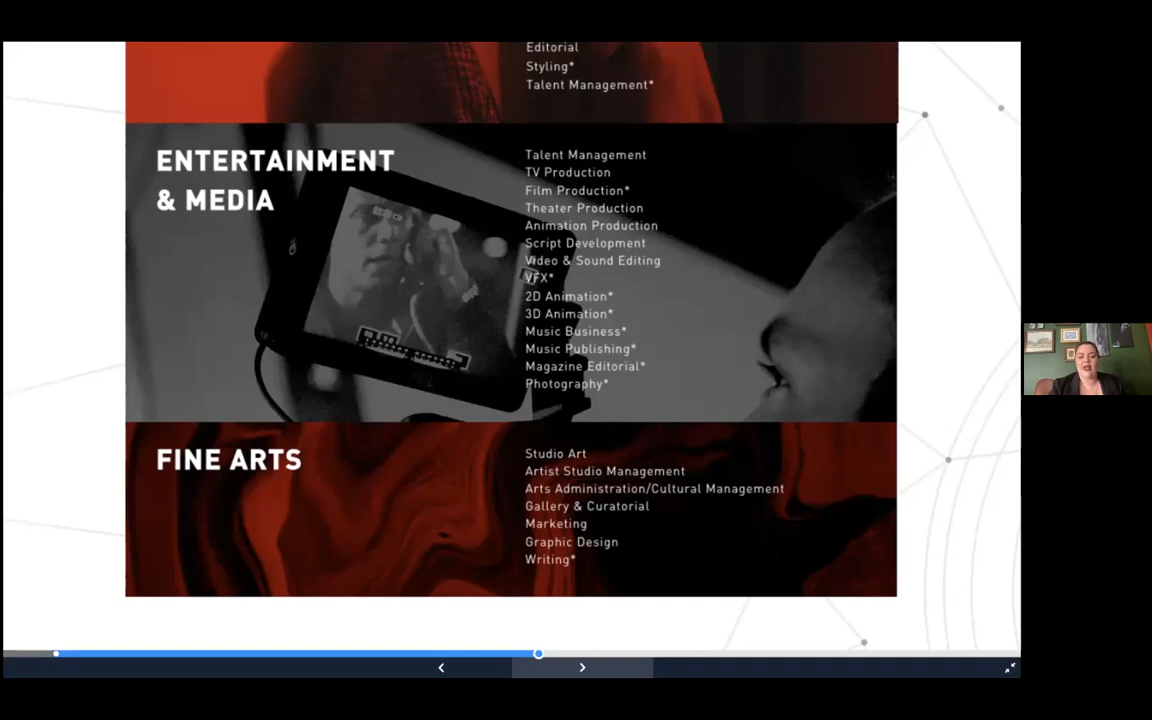 Editorial
Styling*
Talent Management*
ENTERTAINMENT
& MEDIA
Talent Management
TV Production
Film Production*
Theater Production
Animation Production
Script Development
Video & Sound Editing
VFX*
2D Animation*
3D Animation*
Music Business*
Music Publishing*
Magazine Editorial*
Photography*
FINE ARTS
Studio Art
Artist Studio Management
Arts Administration/Cultural Management
Gallery & Curatorial
Marketing
Graphic Design
Writing*